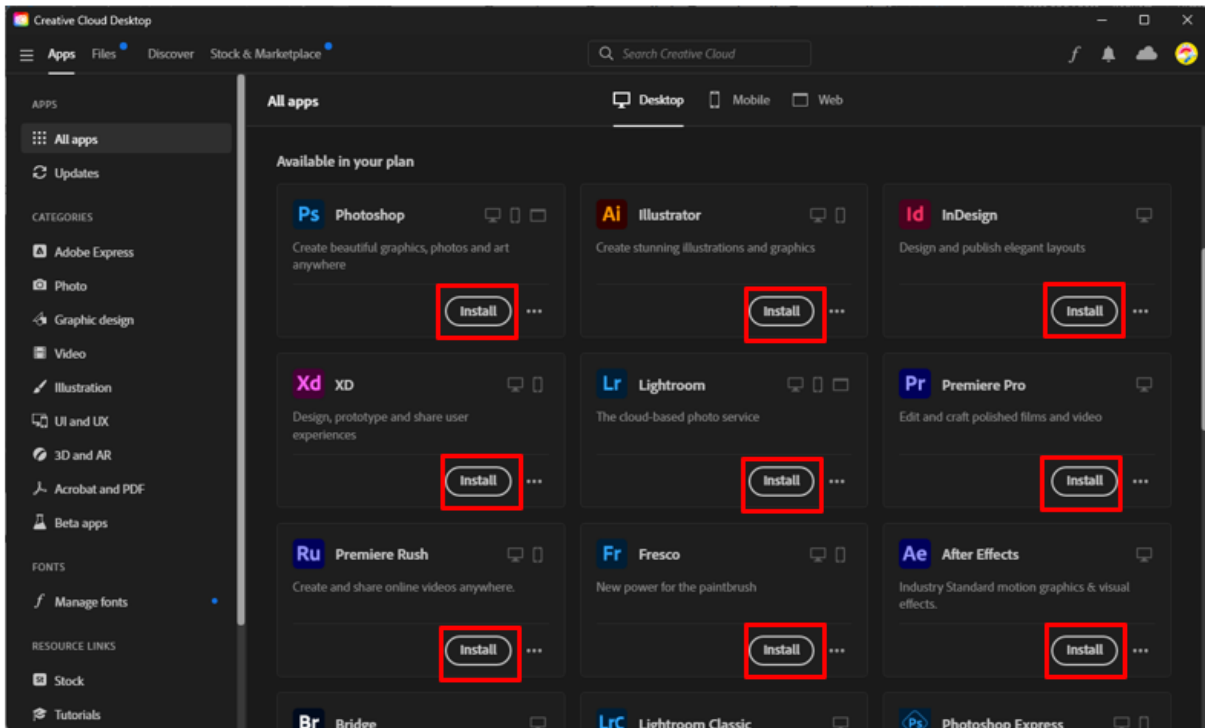 Creative Cloud Desktop
Apps Files Discover Stock & Marketplace Search Creative Cloud
APPS
All apps
Updates
CATEGORIES
Adobe Express
Photo
Graphic design
Video
Illustration
UI and UX
3D and AR
Acrobat and PDF
Beta apps
FONTS
Manage fonts
RESOURCE LINKS
St Stock
Tutorials
All apps Desktop Mobile Web
Available in your plan
Ps Photoshop
Create beautiful graphics, photos and art
anywhere
Install
Ai Illustrator
Create stunning illustrations and graphics
Install
Id InDesign
Design and publish elegant layouts
Install
Xd XD
Design, prototype and share user
experiences
Install
Lr Lightroom
The cloud-based photo service
Install
Pr Premiere Pro
Edit and craft polished films and video
Install
Ru Premiere Rush
Create and share online videos anywhere.
Install
Fr Fresco
New power for the paintbrush
Install
Ae After Effects
Industry Standard motion graphics & visual
effects.
Install
Br Bridge
LrC Lightroom Classic
Ps Photoshop Express